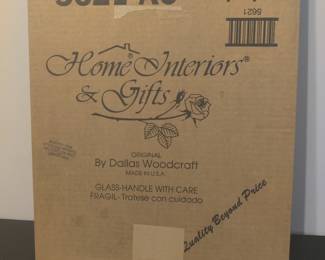 5621
Home Interiors®
& Gifts®
ORIGINAL
By Dallas Woodcraft
MADE IN U.S.A.
GLASS-HANDLE WITH CARE
FRAGIL-Tratese con cuidado
Quality Beyond Price